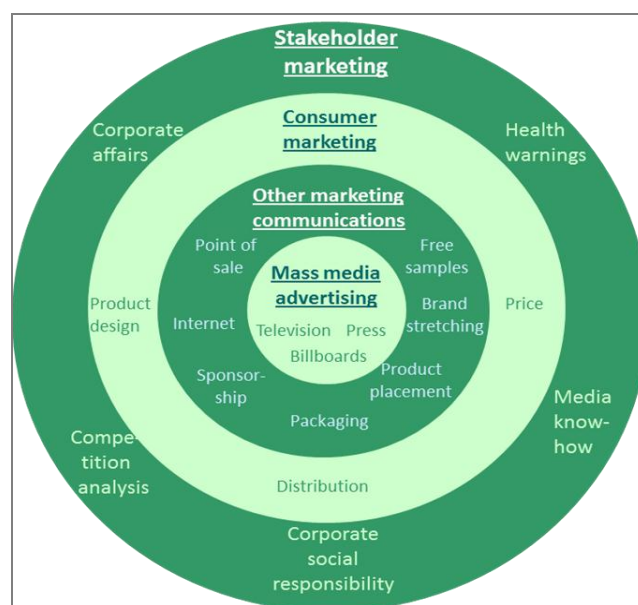 Stakeholder
marketing
Consumer
marketing
Corporate
affairs
Health
warnings
Other marketing
communications
Point of
sale
Free
samples
Mass media
advertising
Product
design
Internet
Television Press
Billboards
Brand
stretching
Price
Sponsor-
ship
Product
placement
Packaging
Media
know-
how
Compe-
tition
analysis
Distribution
Corporate
social
responsibility